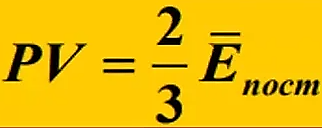 PV = 2/3 E̅ пост